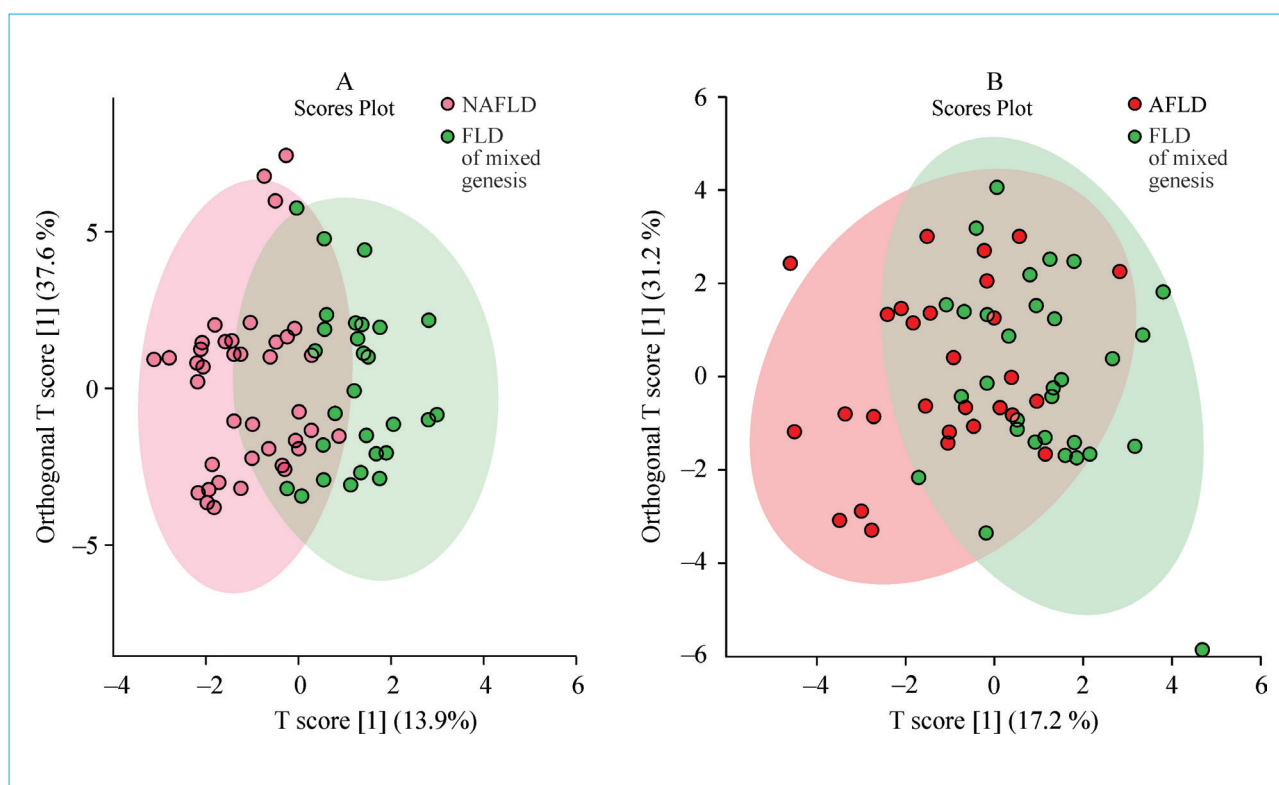 A
Scores Plot
NAFLD
FLD
of mixed
genesis
Orthogonal T score [1] (37.6 %)
5
0
–5
–4
–2
0
2
4
6
T score [1] (13.9%)
B
Scores Plot
AFLD
FLD
of mixed
genesis
Orthogonal T score [1] (31.2 %)
6
4
2
0
–2
–4
–6
–4
–2
0
2
4
6
T score [1] (17.2 %)